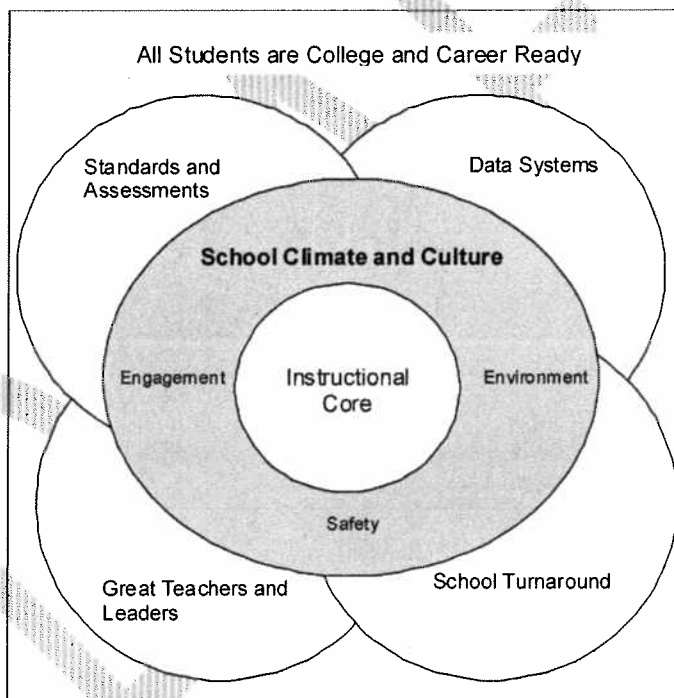 All Students are College and Career Ready
Standards and
Assessments
Data Systems
School Climate and Culture
Engagement
Instructional
Core
Environment
Safety
Great Teachers and
Leaders
School Turnaround